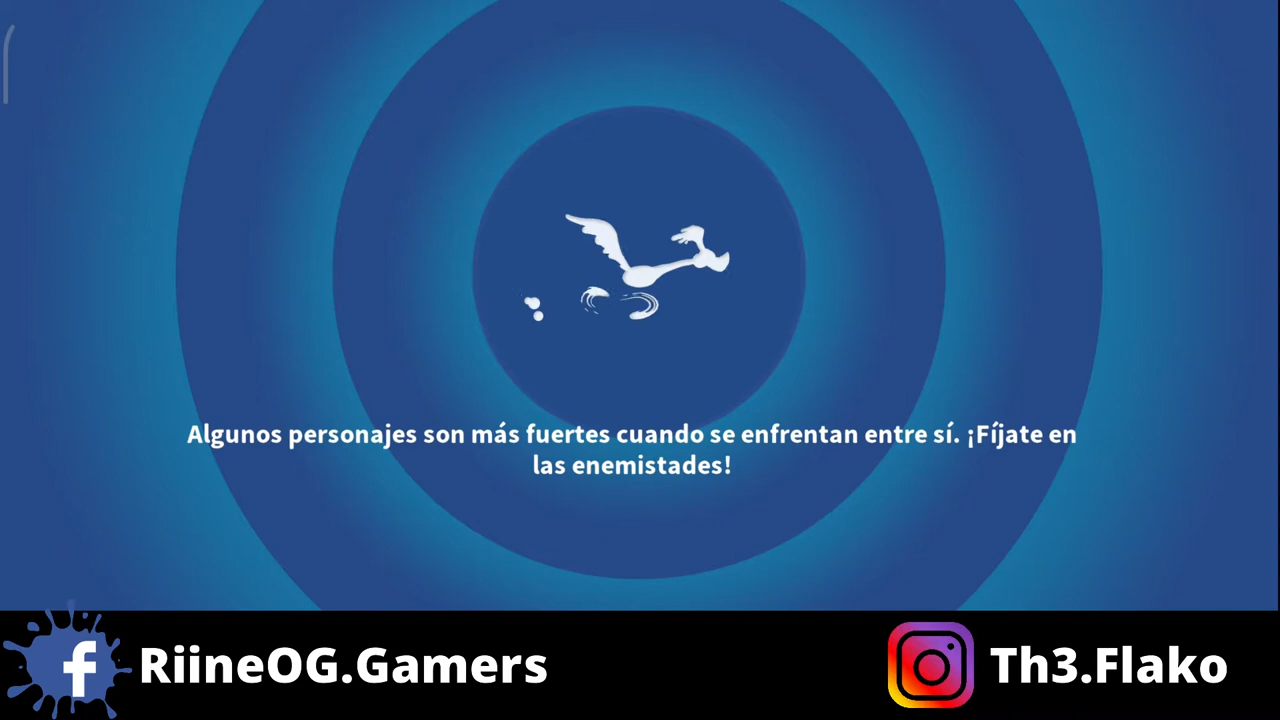 Algunos personajes son más fuertes cuando se enfrentan entre sí. ¡Fíjate en
las enemistades!
RiineOG.Gamers
Th3.Flako